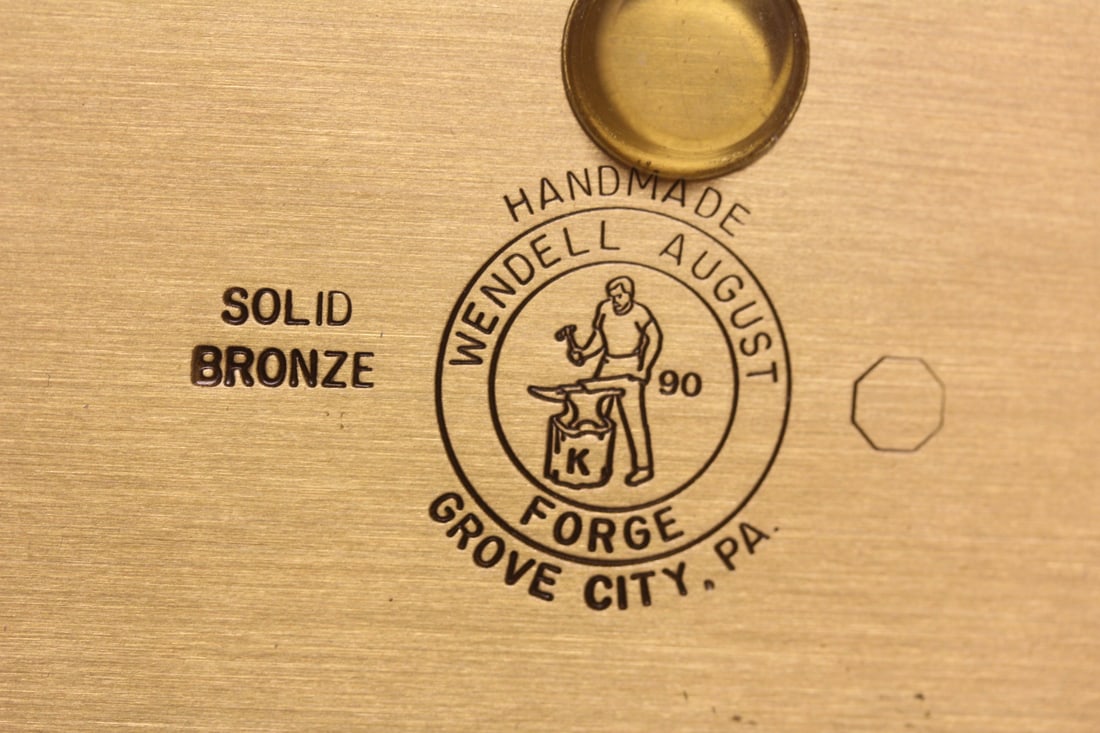 SOLID
BRONZE
HANDMADE
WENDELL AUGUST
FORGE
90
K
GROVE CITY, PA.